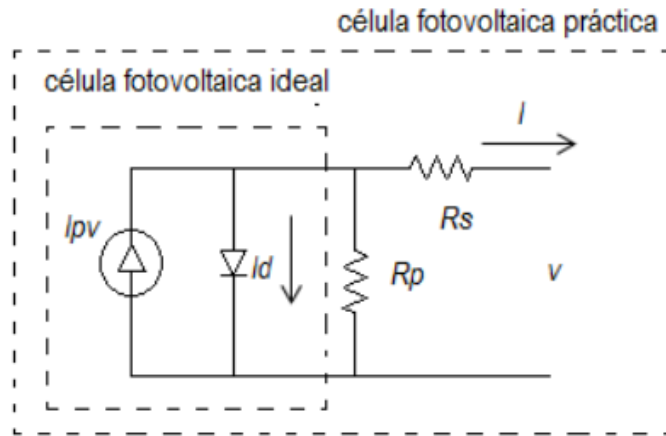 célula fotovoltaica práctica
célula fotovoltaica ideal
I
Ipv
Id
Rp
Rs
v